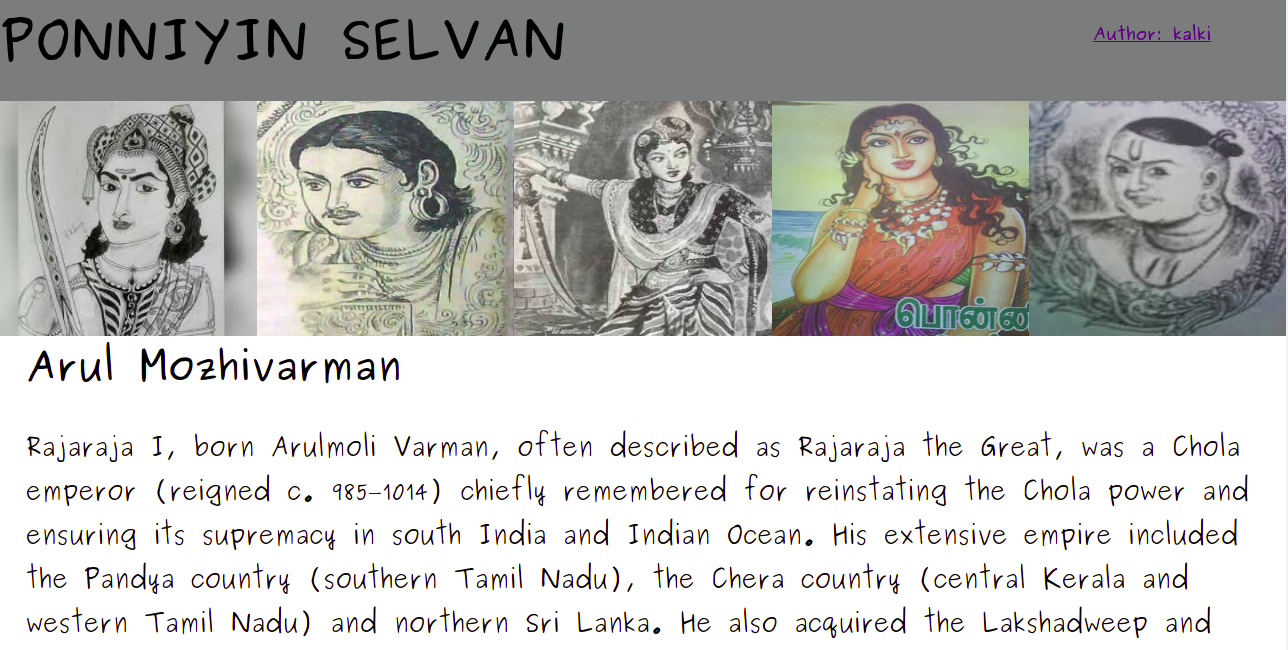 PONNIYIN SELVAN
Author: kalki
பொன்ன
Arul Mozhivarman
Rajaraja I, born Arulmoli Varman, often described as Rajaraja the Great, was a Chola
emperor (reigned c. 985–1014) chiefly remembered for reinstating the Chola power and
ensuring its supremacy in south India and Indian Ocean. His extensive empire included
the Pandya country (southern Tamil Nadu), the Chera country (central Kerala and
western Tamil Nadu) and northern Sri Lanka. He also acquired the Lakshadweep and